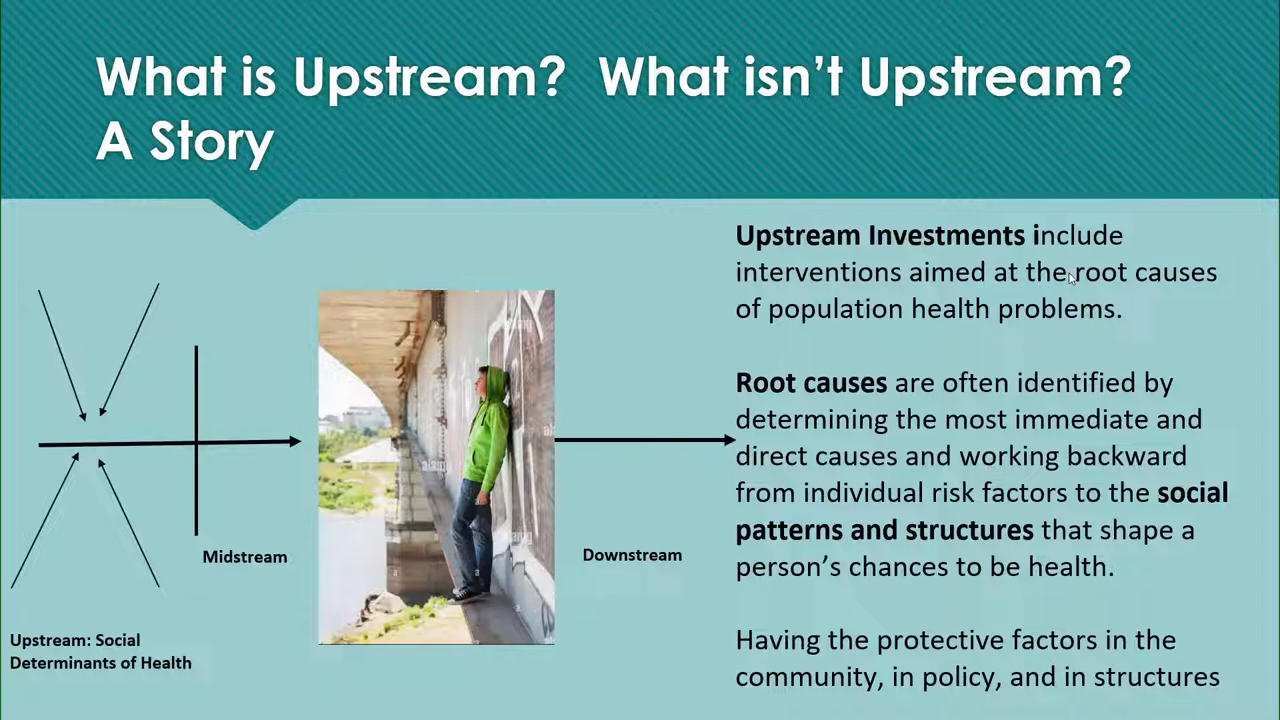 What is Upstream? What isn't Upstream?
A Story
Upstream Investments include
interventions aimed at the root causes
of population health problems.
Root causes are often identified by
determining the most immediate and
direct causes and working backward
from individual risk factors to the social
patterns and structures that shape a
person's chances to be health.
Having the protective factors in the
community, in policy, and in structures
Midstream
Downstream
Upstream: Social
Determinants of Health
alamy
a
a
a